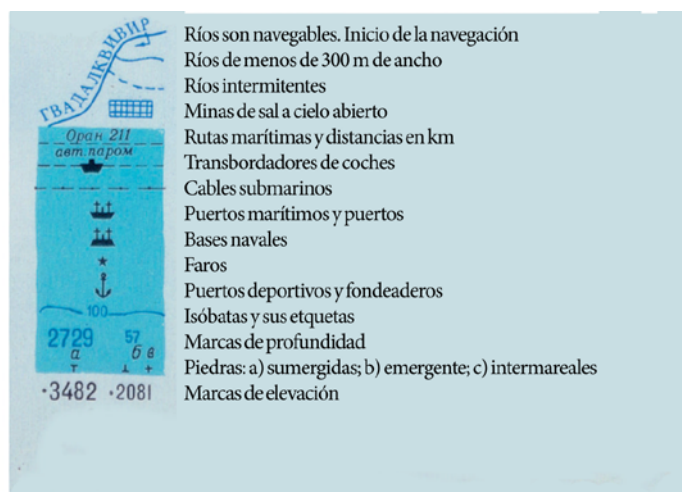 ГВАДАЛКВИВИР
Ríos son navegables. Inicio de la navegación
Ríos de menos de 300 m de ancho
Ríos intermitentes
Minas de sal a cielo abierto
Оран 211 Rutas marítimas y distancias en km
авт. паром Transbordadores de coches
Cables submarinos
Puertos marítimos y puertos
Bases navales
Faros
Puertos deportivos y fondeaderos
100 Isóbatas y sus etquetas
2729 57 Marcas de profundidad
а б в Piedras: a) sumergidas; b) emergente; c) intermareales
·3482 ·2081 Marcas de elevación